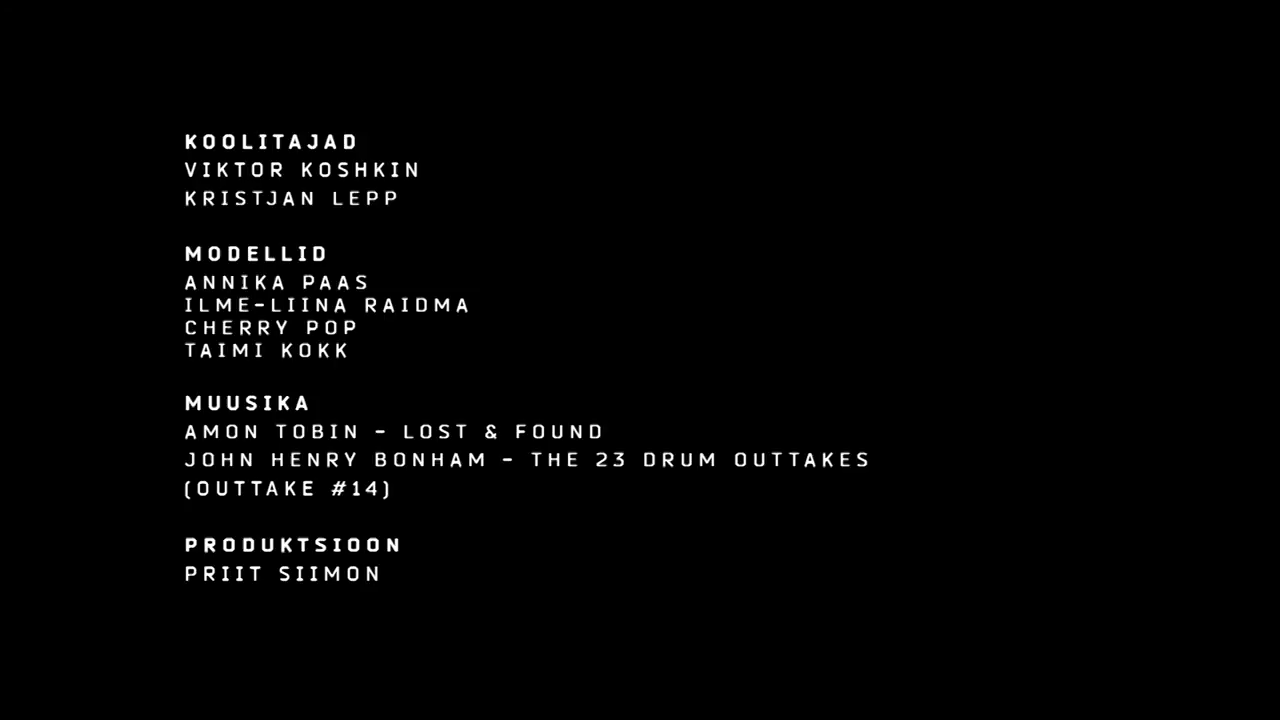 KOOLITAJAD
VIKTOR KOSHKIN
KRISTJAN LEPP
MODELLID
ANNIKA PAAS
ILME-LIINA RAIDMA
CHERRY POP
TAIMI KOKK
MUUSIKA
AMON TOBIN - LOST & FOUND
JOHN HENRY BONHAM - THE 23 DRUM OUTTAKES
(OUTTAKE #14)
PRODUKTSIOON
PRIIT SIIMON